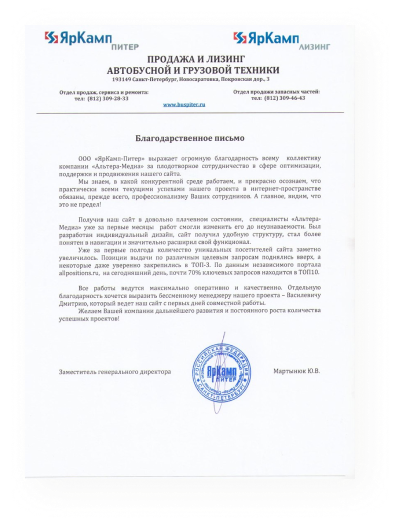 ЯрКамп ПИТЕР
ЯрКамп ЛИЗИНГ
ПРОДАЖА И ЛИЗИНГ
АВТОБУСНОЙ И ГРУЗОВОЙ ТЕХНИКИ
193149 Санкт-Петербург, Новосаратовка, Покровская дор., 3
Отдел продаж, сервиса и ремонта:
тел: (812) 309-28-33
Отдел продажи запасных частей:
тел: (812) 309-46-43
www.buspiter.ru
Благодарственное письмо
ООО «ЯрКамп-Питер» выражает огромную благодарность всему коллективу
компании «Альтера-Медиа» за плодотворное сотрудничество в сфере оптимизации,
поддержки и продвижения нашего сайта.
Мы знаем, в какой конкурентной среде работаем, и прекрасно осознаем, что
практически всеми текущими успехами нашего проекта в интернет-пространстве
обязаны, прежде всего, профессионализму Ваших сотрудников. А главное, видим, что
это не предел!
Получив наш сайт в довольно плачевном состоянии, специалисты «Альтера-
Медиа» уже за первые месяцы работ смогли изменить его до неузнаваемости. Был
разработан индивидуальный дизайн, сайт получил удобную структуру, стал более
понятен в навигации и значительно расширил свой функционал.
Уже за первые полгода количество уникальных посетителей сайта заметно
увеличилось. Позиции выдачи по различным целевым запросам поднялись вверх, а
некоторые даже уверенно закрепились в ТОП-3. По данным независимого портала
allpositions.ru, на сегодняшний день, почти 70% ключевых запросов находится в ТОП10.
Все работы ведутся максимально оперативно и качественно. Отдельную
благодарность хочется выразить бессменному менеджеру нашего проекта – Василевичу
Дмитрию, который ведет наш сайт с первых дней совместной работы.
Желаем Вашей компании дальнейшего развития и постоянного роста количества
успешных проектов!
Заместитель генерального директора
Мартынюк Ю.В.
РОССИЙСКАЯ ФЕДЕРАЦИЯ
ЯрКамп
ПИТЕР
САНКТ-ПЕТЕРБУРГ